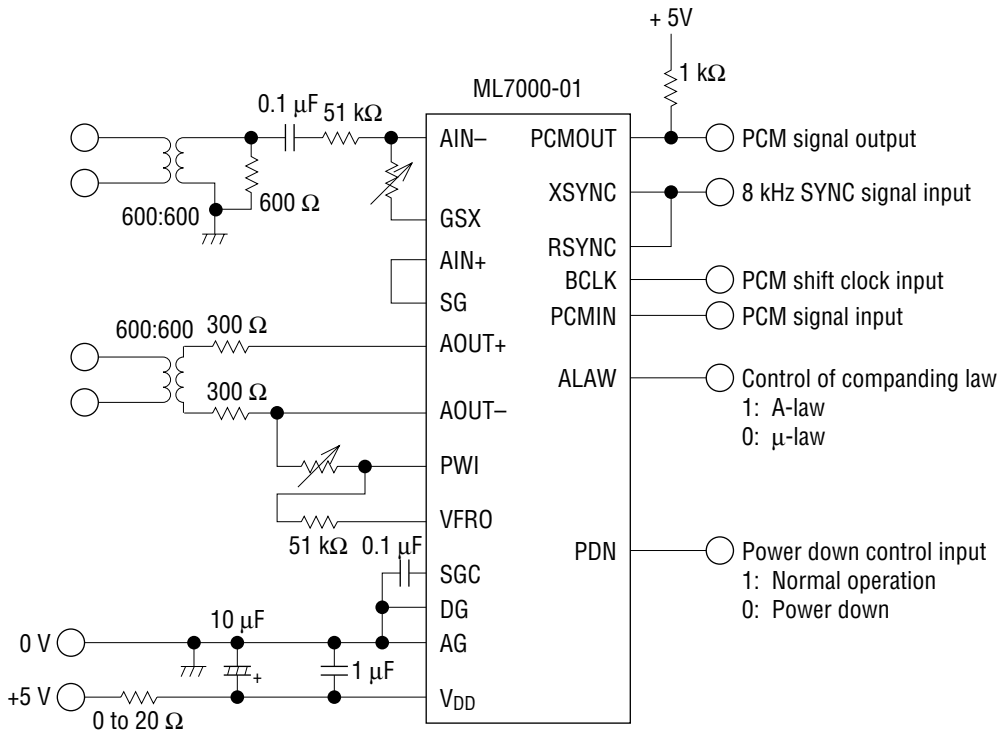 + 5V
1 kΩ
ML7000-01
0.1 μF
51 kΩ
600:600
600 Ω
AIN–
GSX
AIN+
SG
600:600
300 Ω
300 Ω
AOUT+
AOUT–
PWI
VFRO
51 kΩ
0.1 μF
SGC
DG
AG
VDD
0 V
10 μF
+
1 μF
+5 V
0 to 20 Ω
PCMOUT
PCM signal output
XSYNC
8 kHz SYNC signal input
RSYNC
BCLK
PCM shift clock input
PCMIN
PCM signal input
ALAW
Control of companding law
1: A-law
0: μ-law
PDN
Power down control input
1: Normal operation
0: Power down